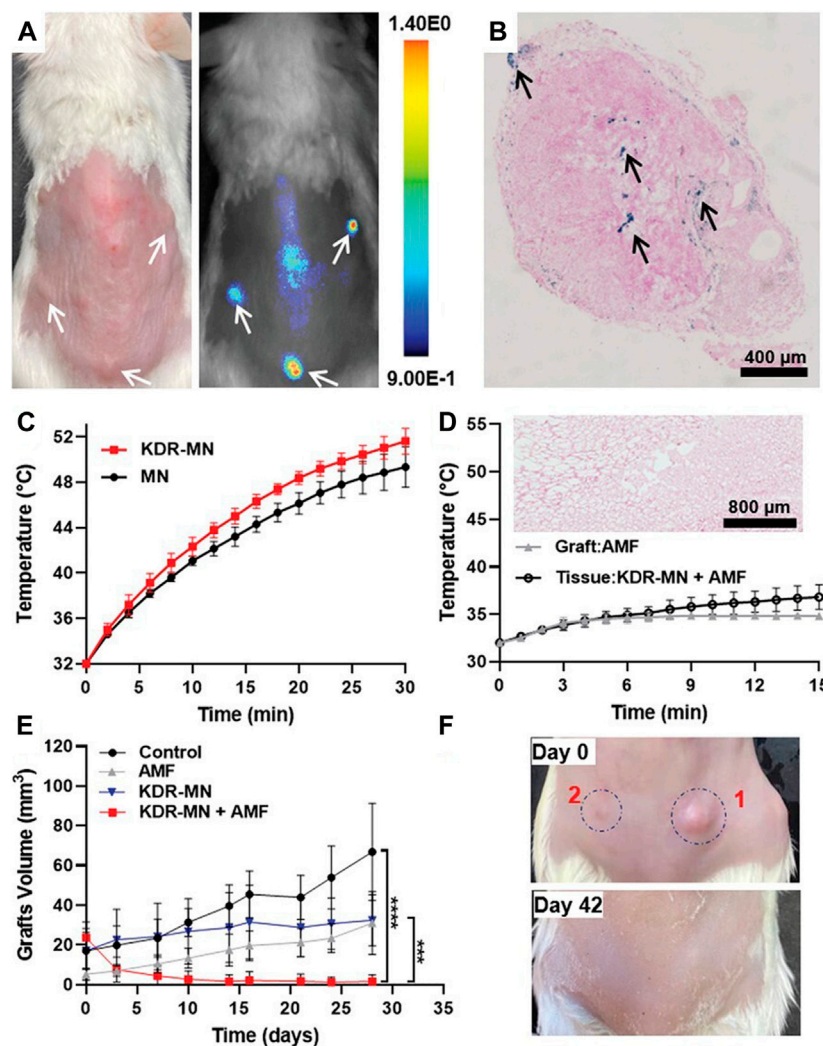 A
1.40E0
9.00E-1
B
400 µm
C
Temperature (°C)
52
48
44
40
36
32
KDR-MN
MN
0 5 10 15 20 25 30
Time (min)
D
Temperature (°C)
55
50
45
40
35
30
800 µm
Graft:AMF
Tissue:KDR-MN + AMF
0 3 6 9 12 15
Time (min)
E
Grafts Volume (mm³)
120
100
80
60
40
20
0
Control
AMF
KDR-MN
KDR-MN + AMF
****
***
0 5 10 15 20 25 30 35
Time (days)
F
Day 0
2
1
Day 42